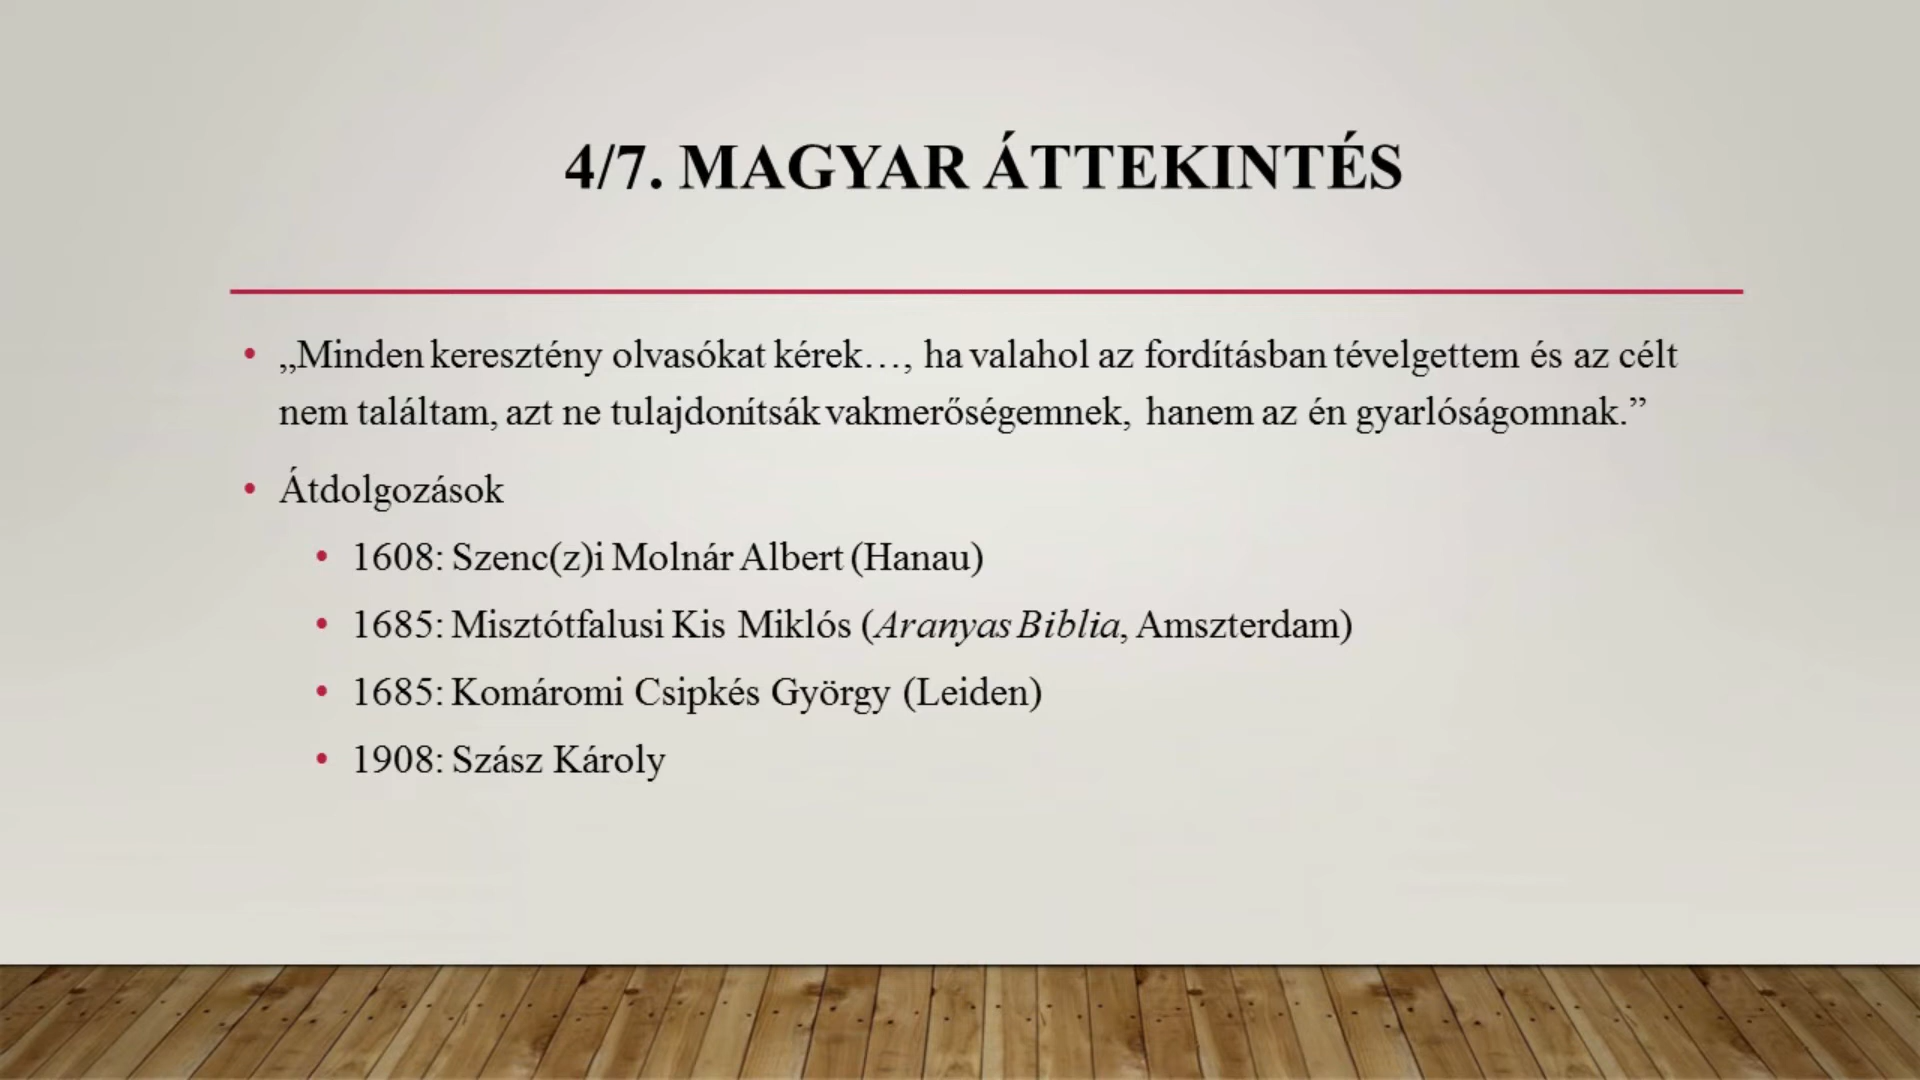 4/7. MAGYAR ÁTTEKINTÉS
• „Minden keresztény olvasókat kérek…, ha valahol az fordításban tévelgettem és az célt
nem találtam, azt ne tulajdonítsák vakmerőségemnek, hanem az én gyarlóságomnak.”
• Átdolgozások
• 1608: Szenc(z)i Molnár Albert (Hanau)
• 1685: Misztótfalusi Kis Miklós (Aranyas Biblia, Amszterdam)
• 1685: Komáromi Csipkés György (Leiden)
• 1908: Szász Károly